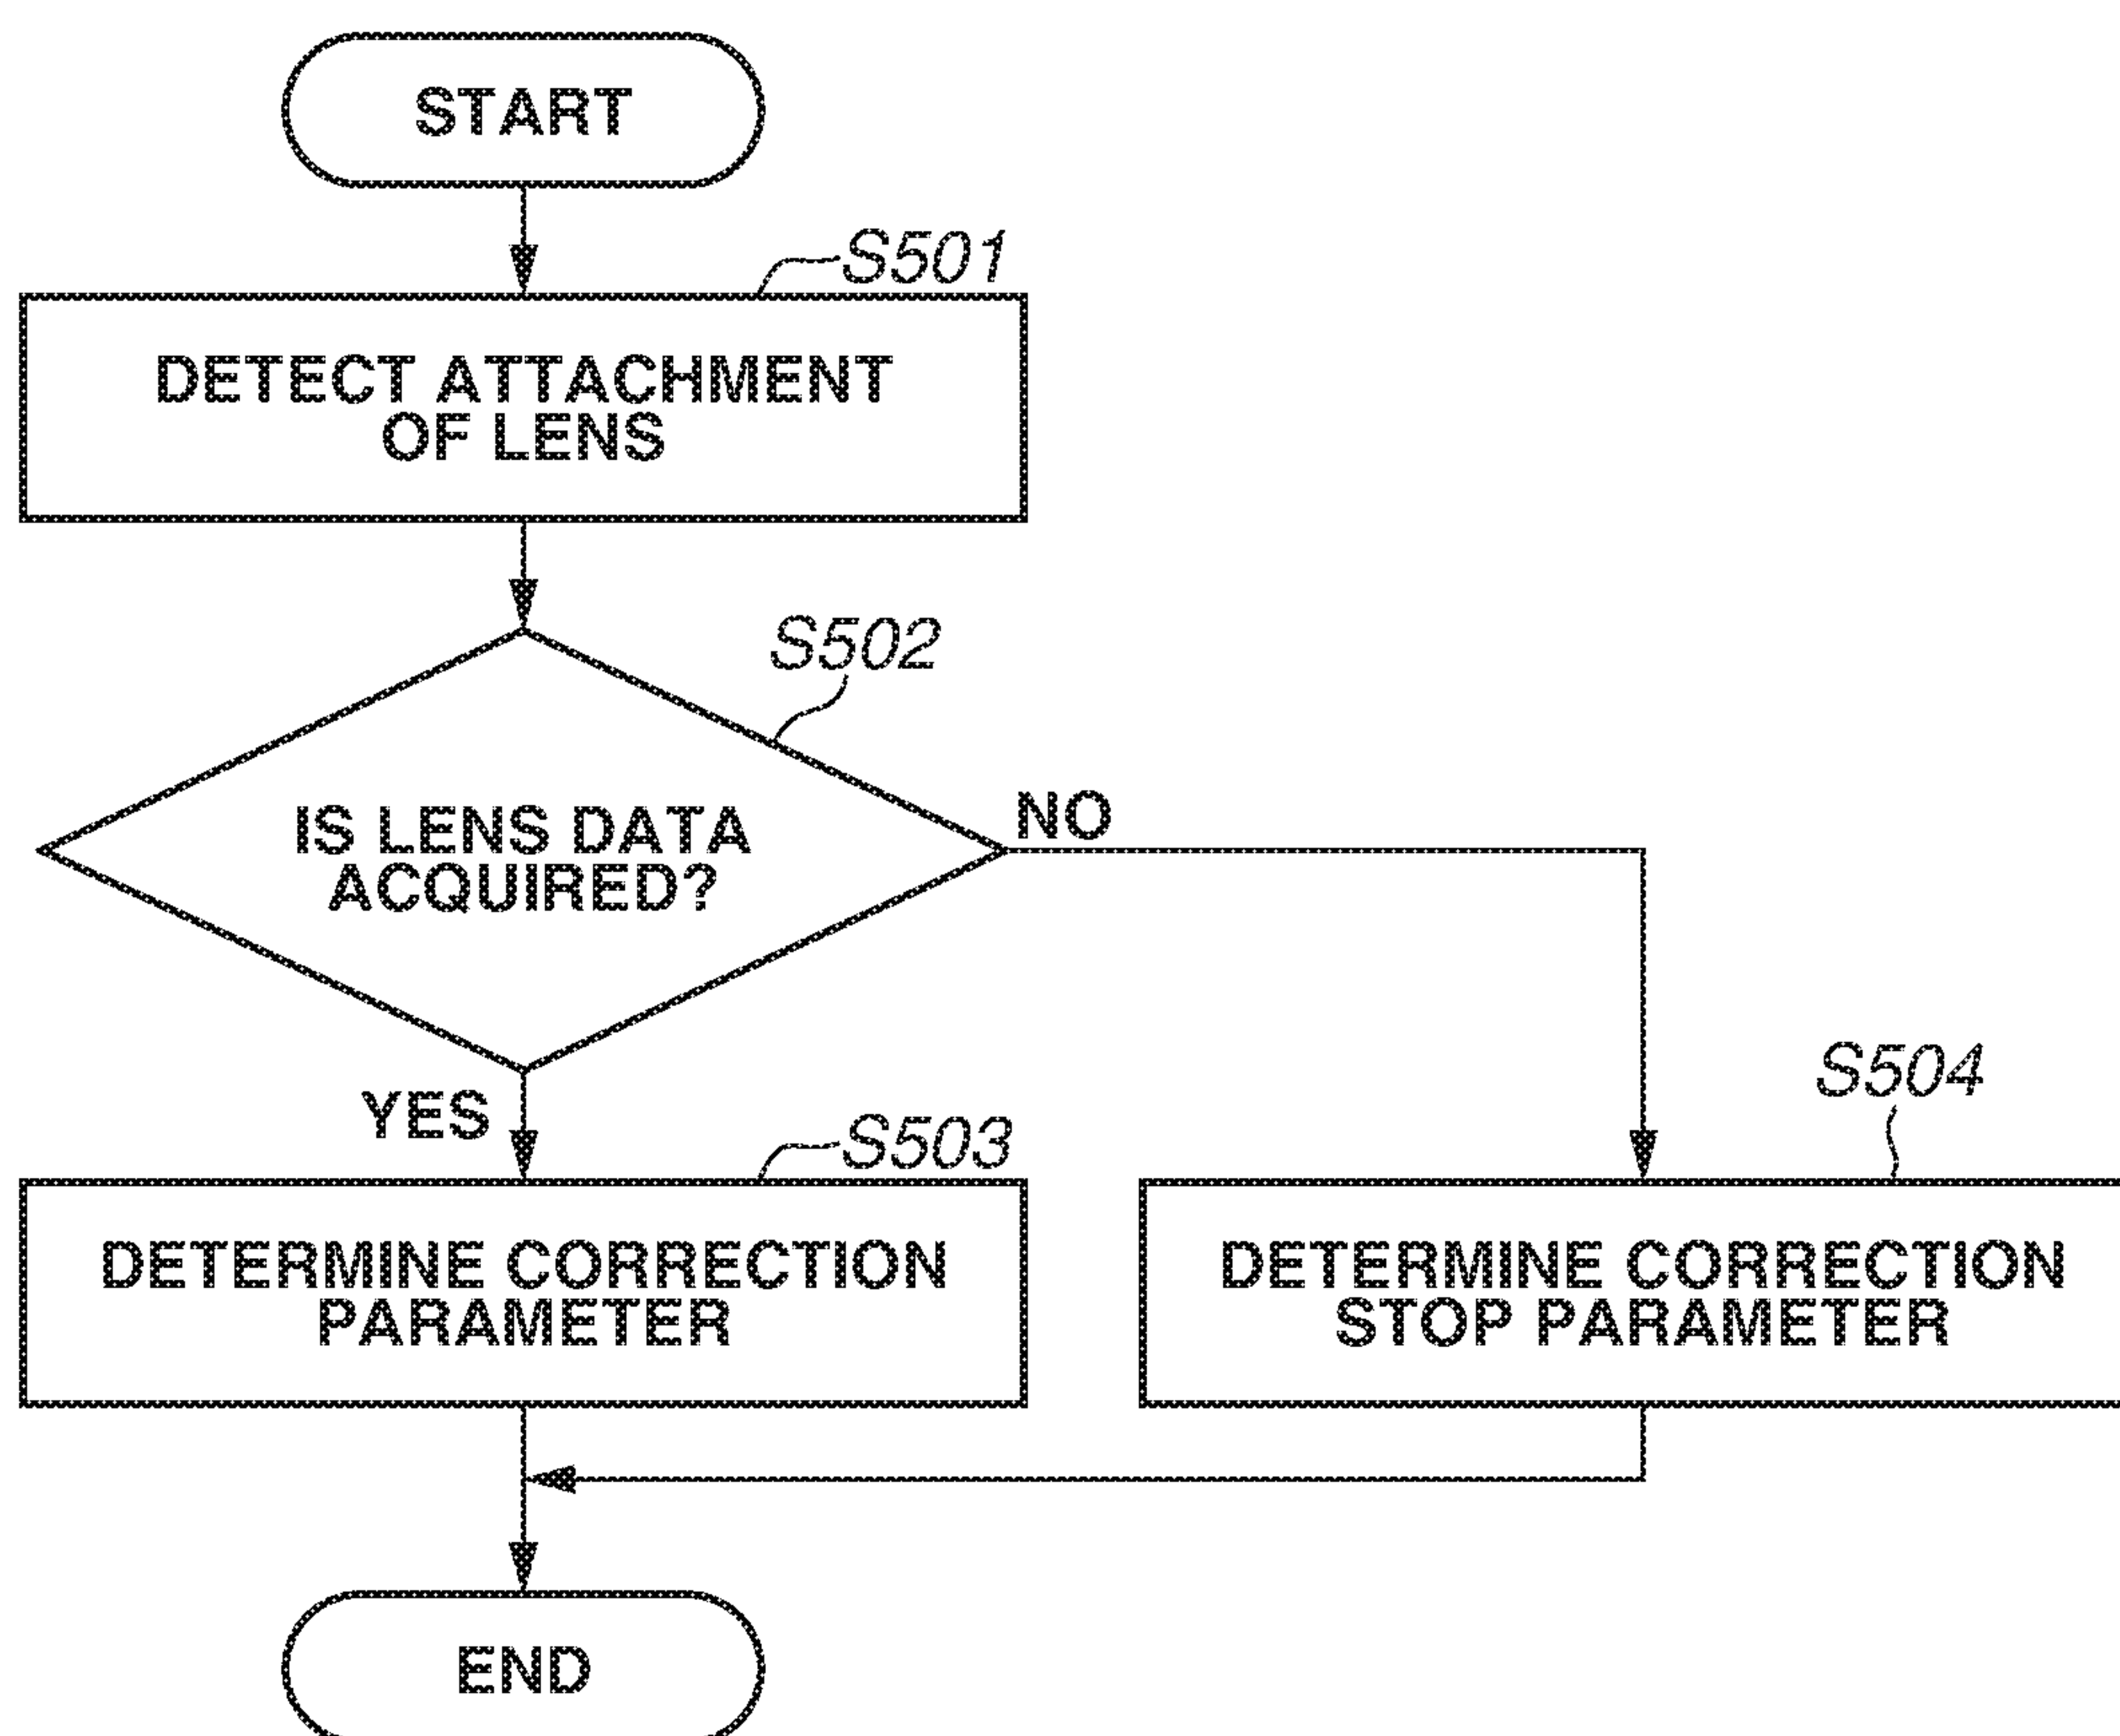 START
S501
DETECT ATTACHMENT
OF LENS
S502
IS LENS DATA
ACQUIRED?
NO
YES
S503
S504
DETERMINE CORRECTION
PARAMETER
DETERMINE CORRECTION
STOP PARAMETER
END